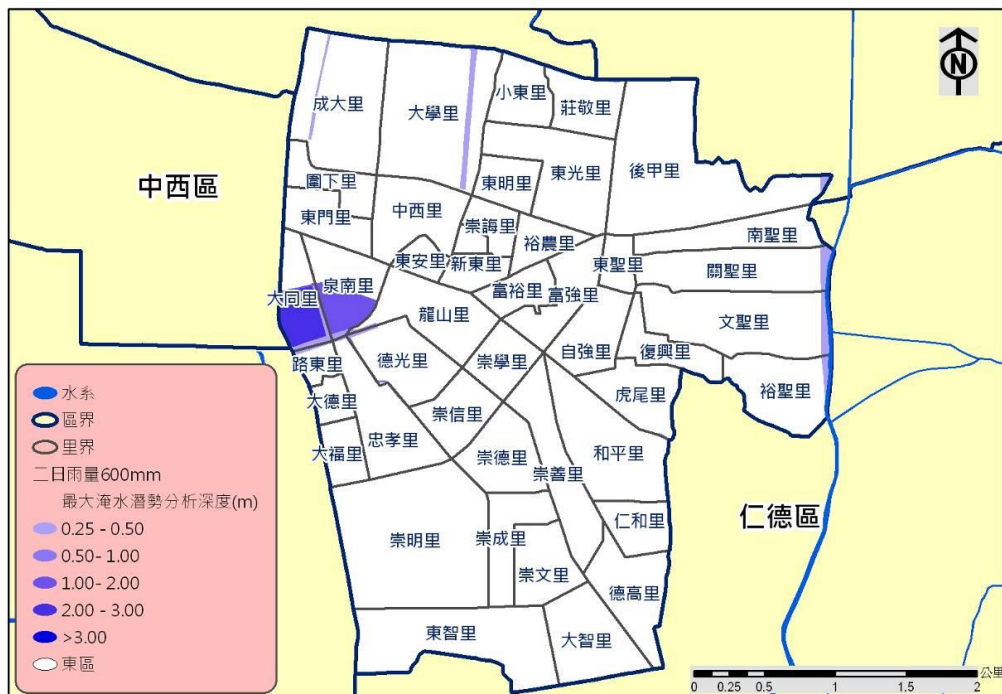 N
中西區
仁德區
成大里
大學里
小東里
莊敬里
後甲里
圍下里
東明里
東光里
東門里
中西里
崇誨里
裕農里
南聖里
東安里
新東里
東聖里
關聖里
大同里
泉南里
富裕里
富強里
龍山里
文聖里
路東里
德光里
崇學里
自強里
復興里
大德里
虎尾里
裕聖里
崇信里
大福里
忠孝里
崇德里
崇善里
和平里
仁和里
崇明里
崇成里
崇文里
德高里
東智里
大智里
水系
區界
里界
二日雨量600mm
最大淹水潛勢分析深度(m)
0.25 - 0.50
0.50 - 1.00
1.00 - 2.00
2.00 - 3.00
>3.00
東區
公里
0 0.25 0.5 1 1.5 2